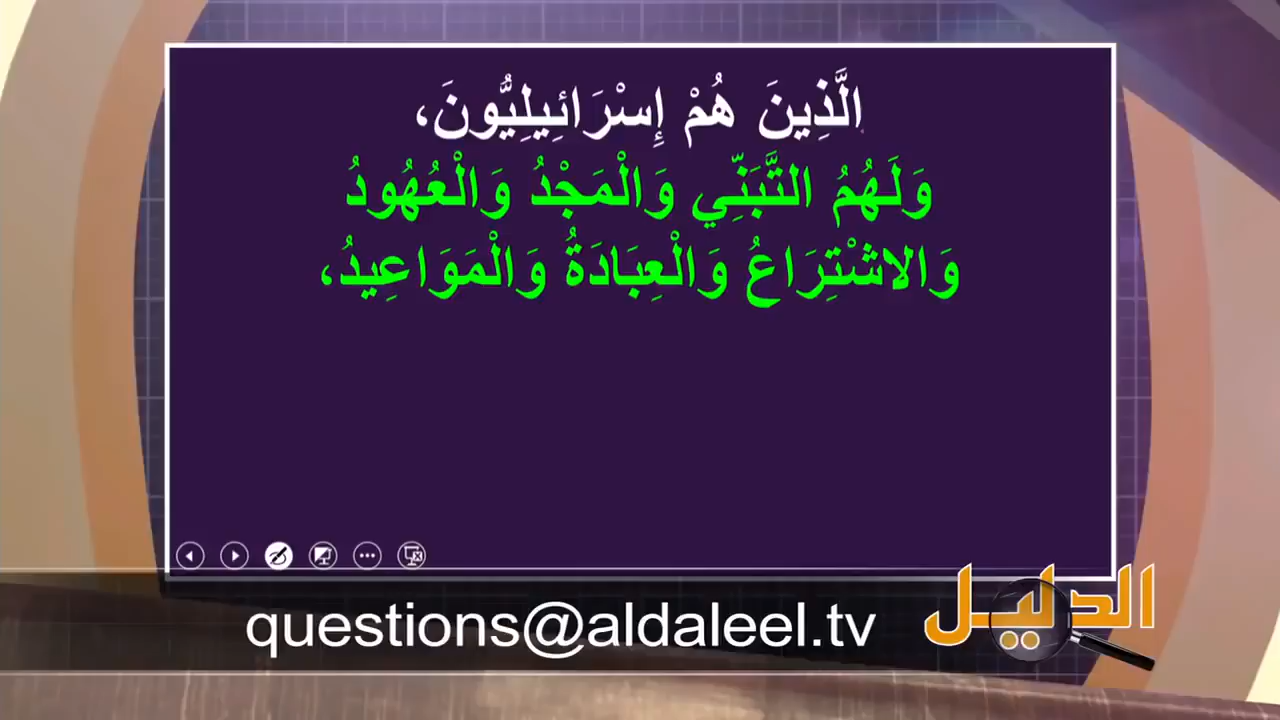 الَّذِينَ هُمْ إِسْرَائِيلِيُّونَ،
وَلَهُمُ التَّبَنِّي وَالْمَجْدُ وَالْعُهُودُ
وَالاشْتِرَاعُ وَالْعِبَادَةُ وَالْمَوَاعِيدُ،
questions@aldaleel.tv
الدليل